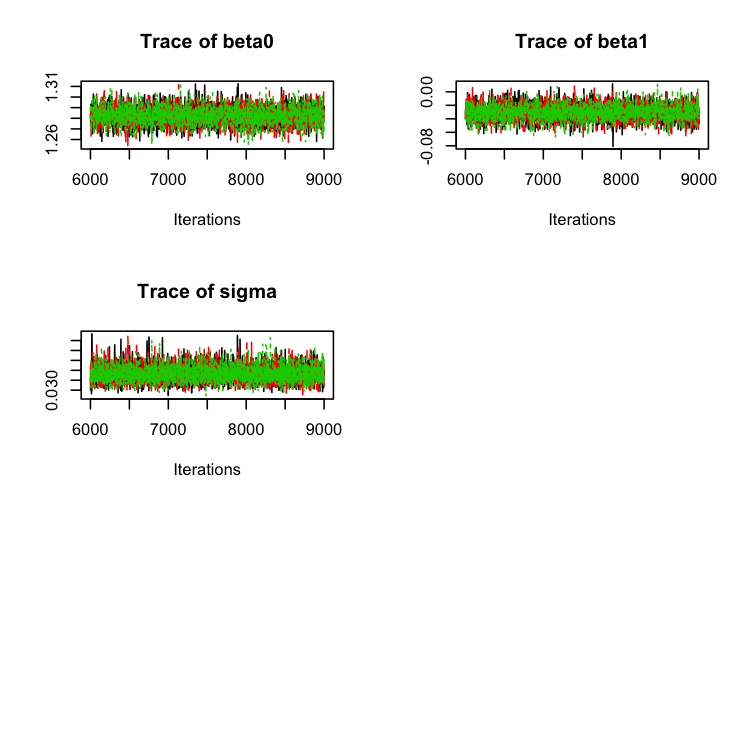 Trace of beta0
1.31
1.26
6000 7000 8000 9000
Iterations
Trace of beta1
0.00
-0.08
6000 7000 8000 9000
Iterations
Trace of sigma
0.030
6000 7000 8000 9000
Iterations